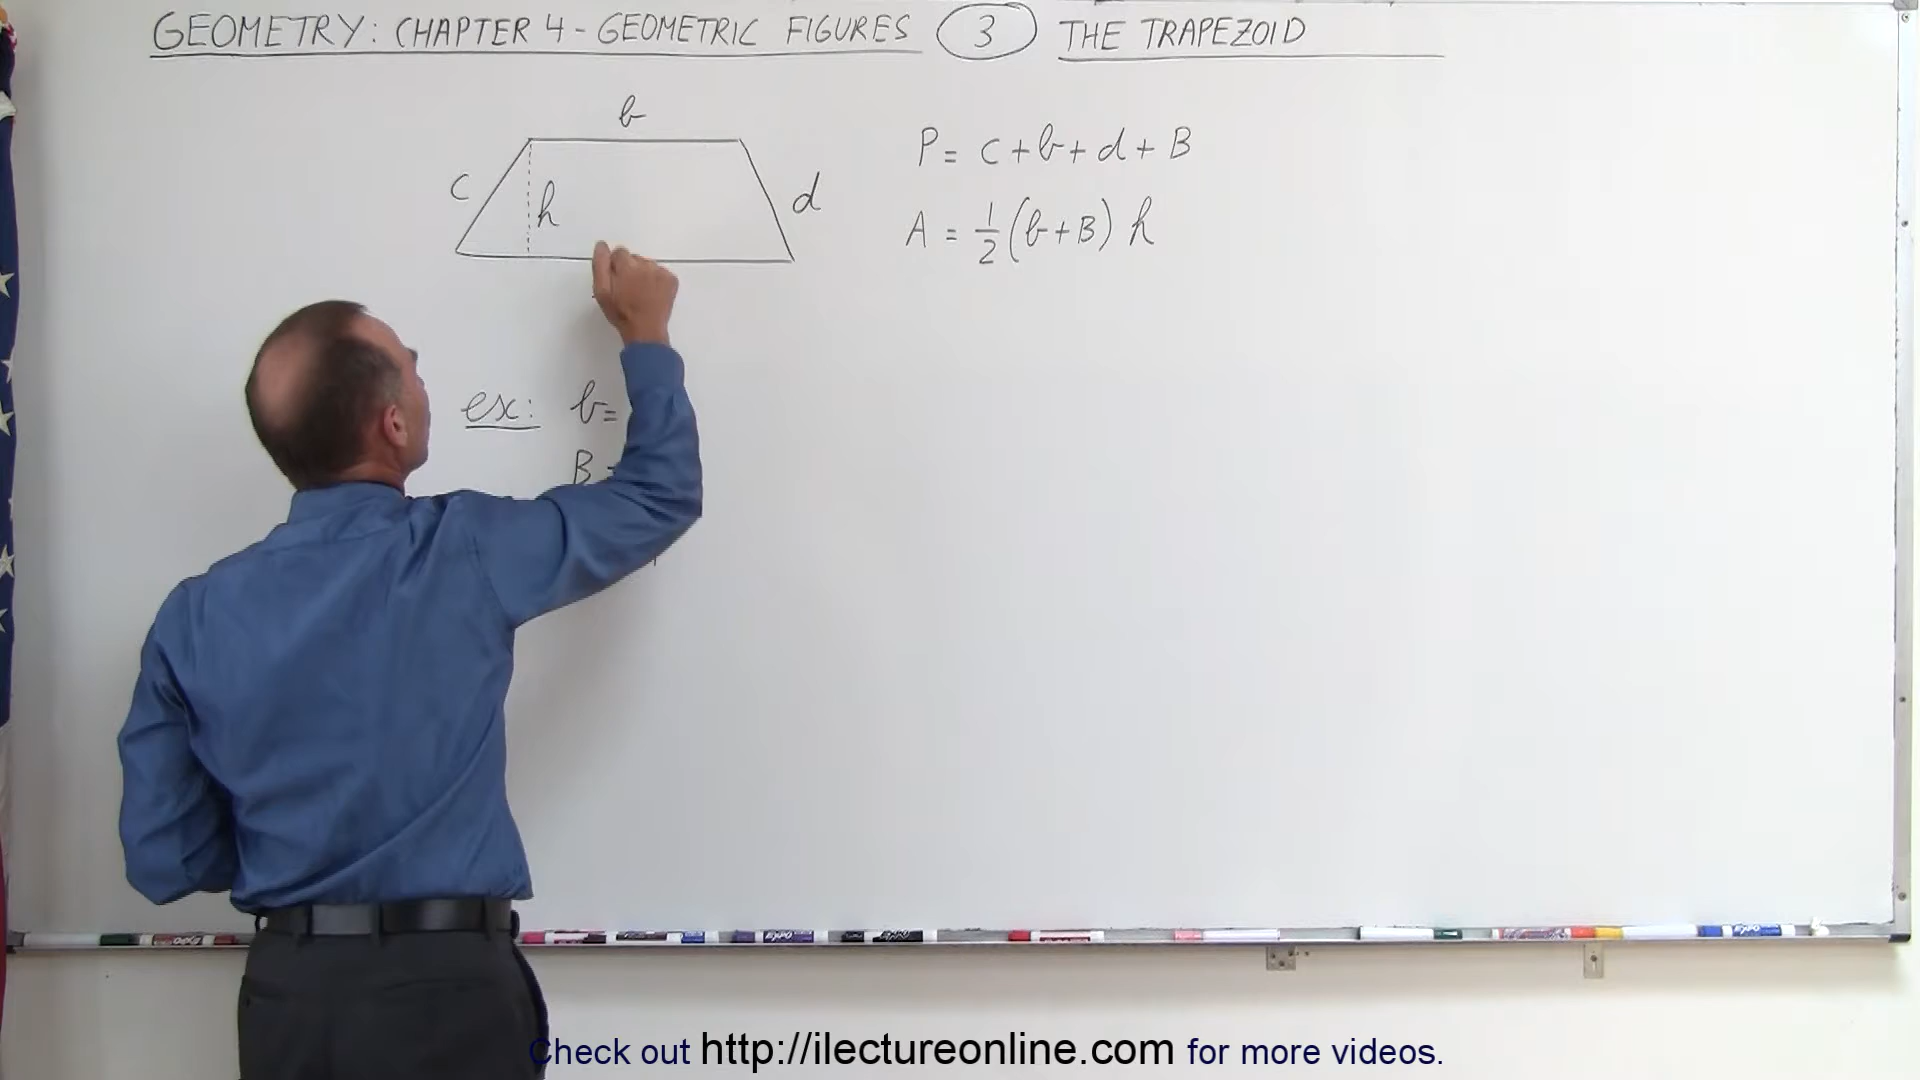 GEOMETRY: CHAPTER 4 - GEOMETRIC FIGURES 3 THE TRAPEZOID
b
c
h
d
P = c + b + d + B
A = 1/2 (b + B) h
ex: b =
B =
EXPO
Check out http://ilectureonline.com for more videos.